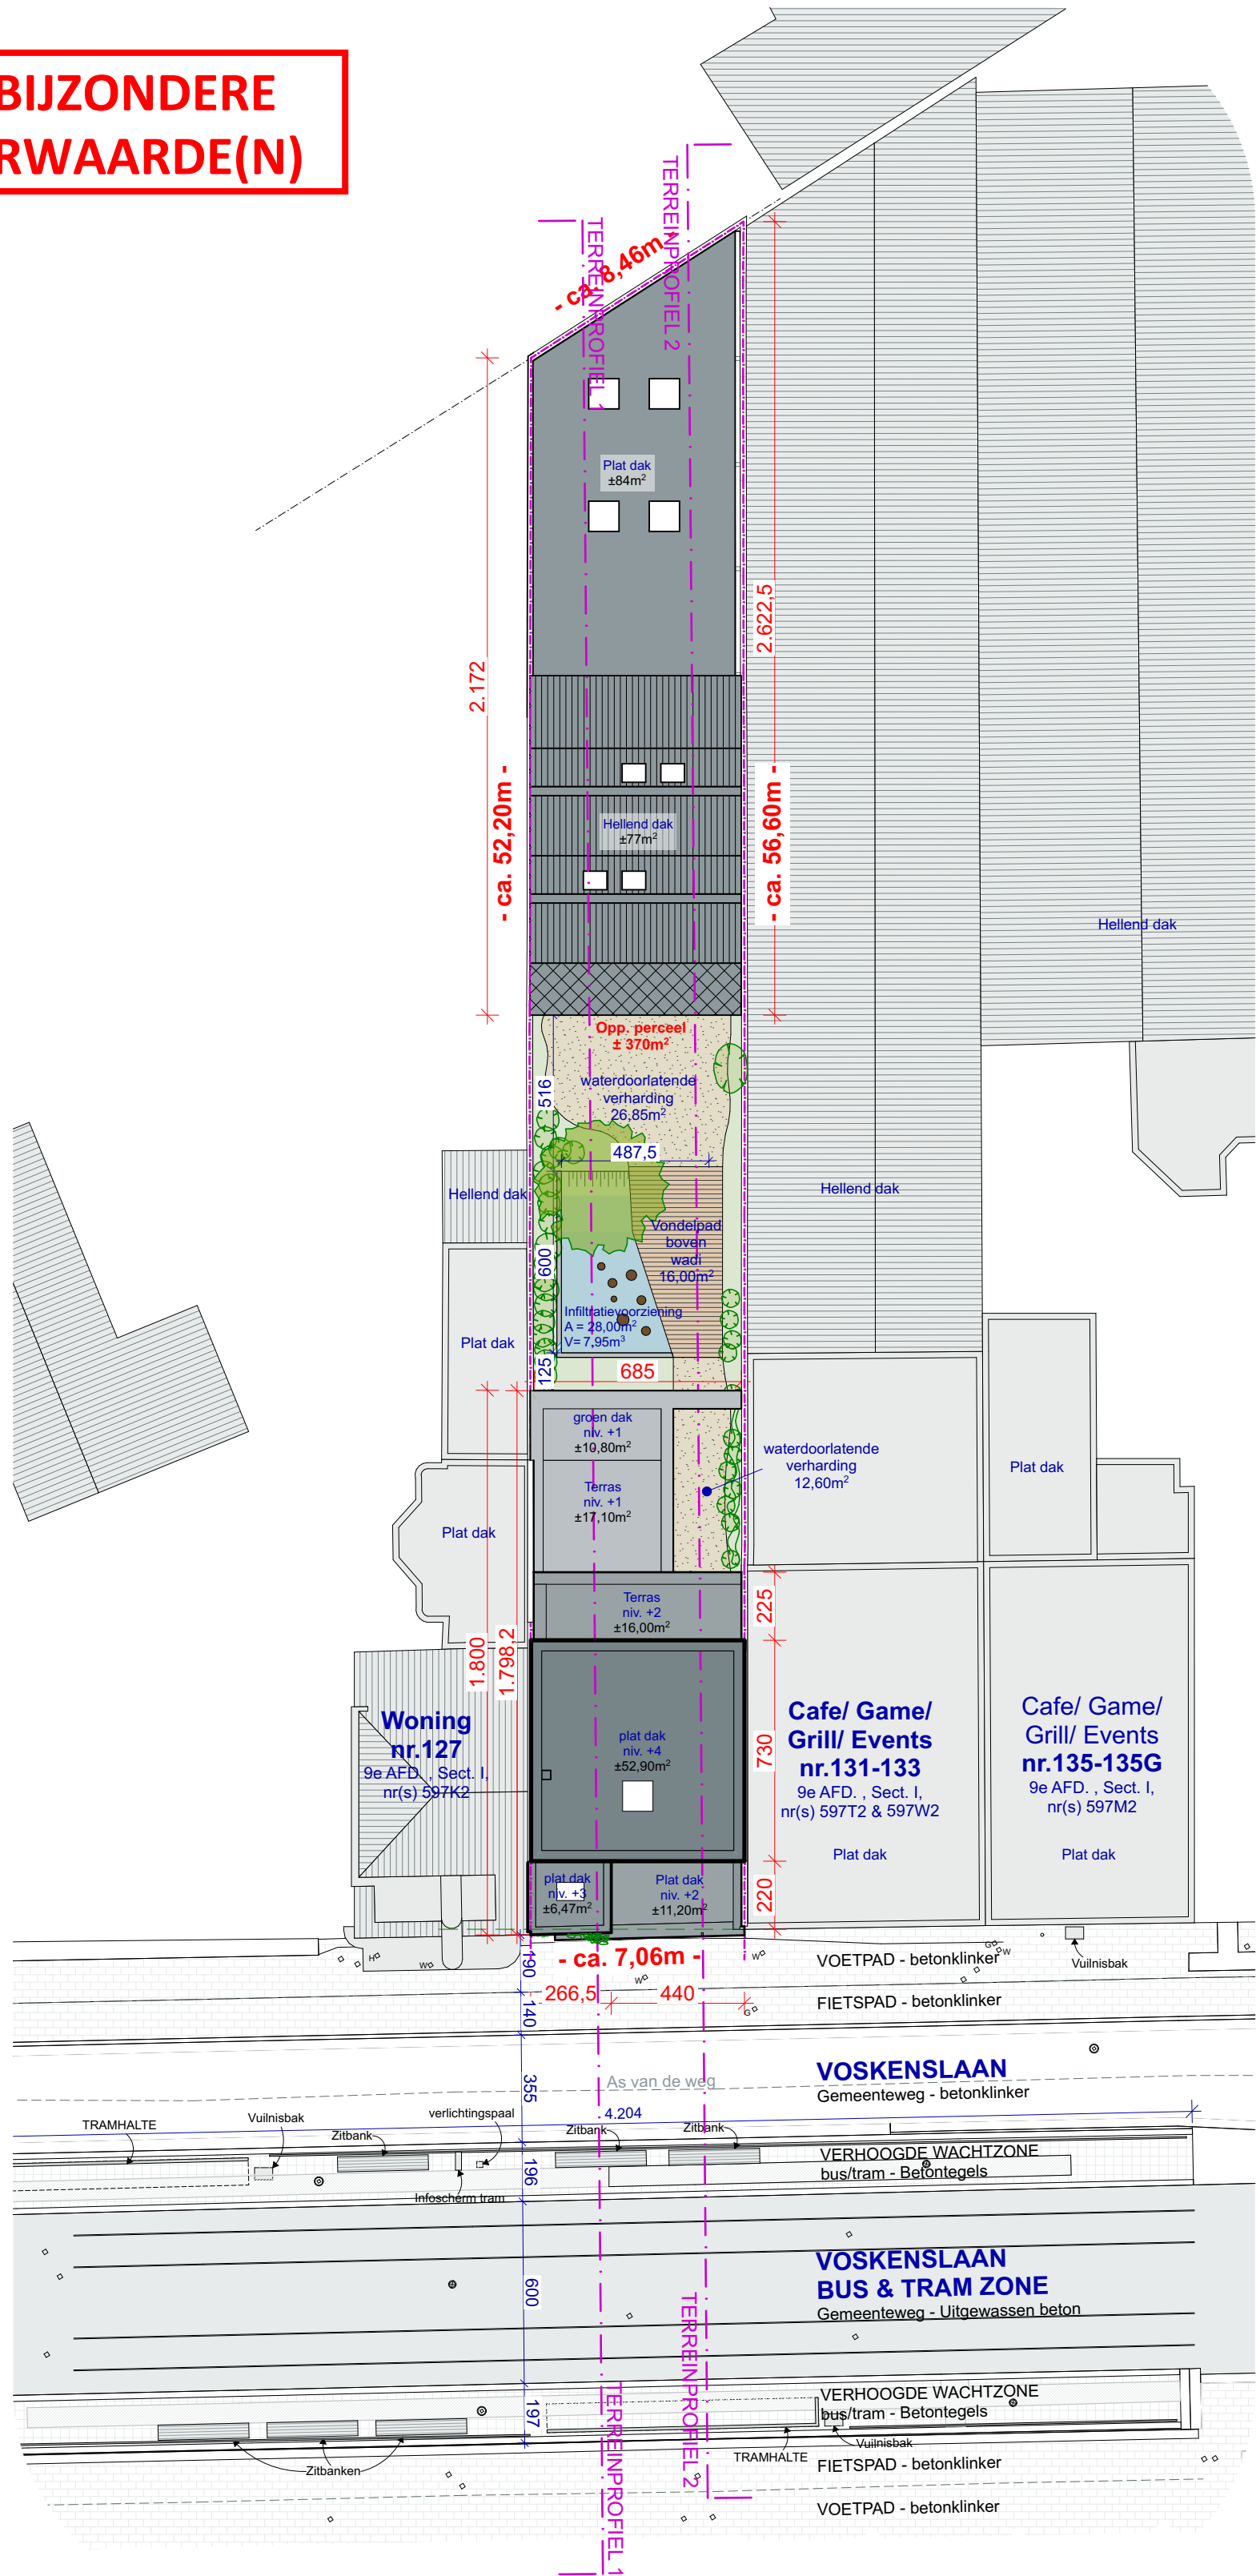 BIJZONDERE
RWAARDE(N)
TERREINPROFIEL 2
TERREINPROFIEL 1
- ca. 8,46m -
Plat dak
±84m²
2.622,5
2.172
- ca. 52,20m -
- ca. 56,60m -
Hellend dak
±77m²
Hellend dak
Opp. perceel
± 370m²
waterdoorlatende
verharding
26,85m²
516
487,5
Hellend dak
Hellend dak
Vondelpad
boven
wadi
16,00m²
600
Infiltratievoorziening
A = 28,00m²
V= 7,95m³
Plat dak
125
685
groen dak
niv. +1
±10,80m²
waterdoorlatende
verharding
12,60m²
Plat dak
Terras
niv. +1
±17,10m²
Plat dak
Terras
niv. +2
±16,00m²
225
1.800
1.798,2
Woning
nr.127
9e AFD. , Sect. I,
nr(s) 597K2
plat dak
niv. +4
±52,90m²
730
Cafe/ Game/
Grill/ Events
nr.131-133
9e AFD. , Sect. I,
nr(s) 597T2 & 597W2
Plat dak
Cafe/ Game/
Grill/ Events
nr.135-135G
9e AFD. , Sect. I,
nr(s) 597M2
Plat dak
plat dak
niv. +3
±6,47m²
Plat dak
niv. +2
±11,20m²
220
- ca. 7,06m -
H
W
W
W
G
W
G
190
VOETPAD - betonklinker
Vuilnisbak
266,5
440
140
FIETSPAD - betonklinker
355
As van de weg
VOSKENSLAAN
Gemeenteweg - betonklinker
4.204
TRAMHALTE
Vuilnisbak
Zitbank
verlichtingspaal
Zitbank
Zitbank
Infoscherm tram
196
VERHOOGDE WACHTZONE
bus/tram - Betontegels
600
VOSKENSLAAN
BUS & TRAM ZONE
Gemeenteweg - Uitgewassen beton
TERREINPROFIEL 2
TERREINPROFIEL 1
197
VERHOOGDE WACHTZONE
bus/tram - Betontegels
Zitbanken
TRAMHALTE
Vuilnisbak
FIETSPAD - betonklinker
VOETPAD - betonklinker